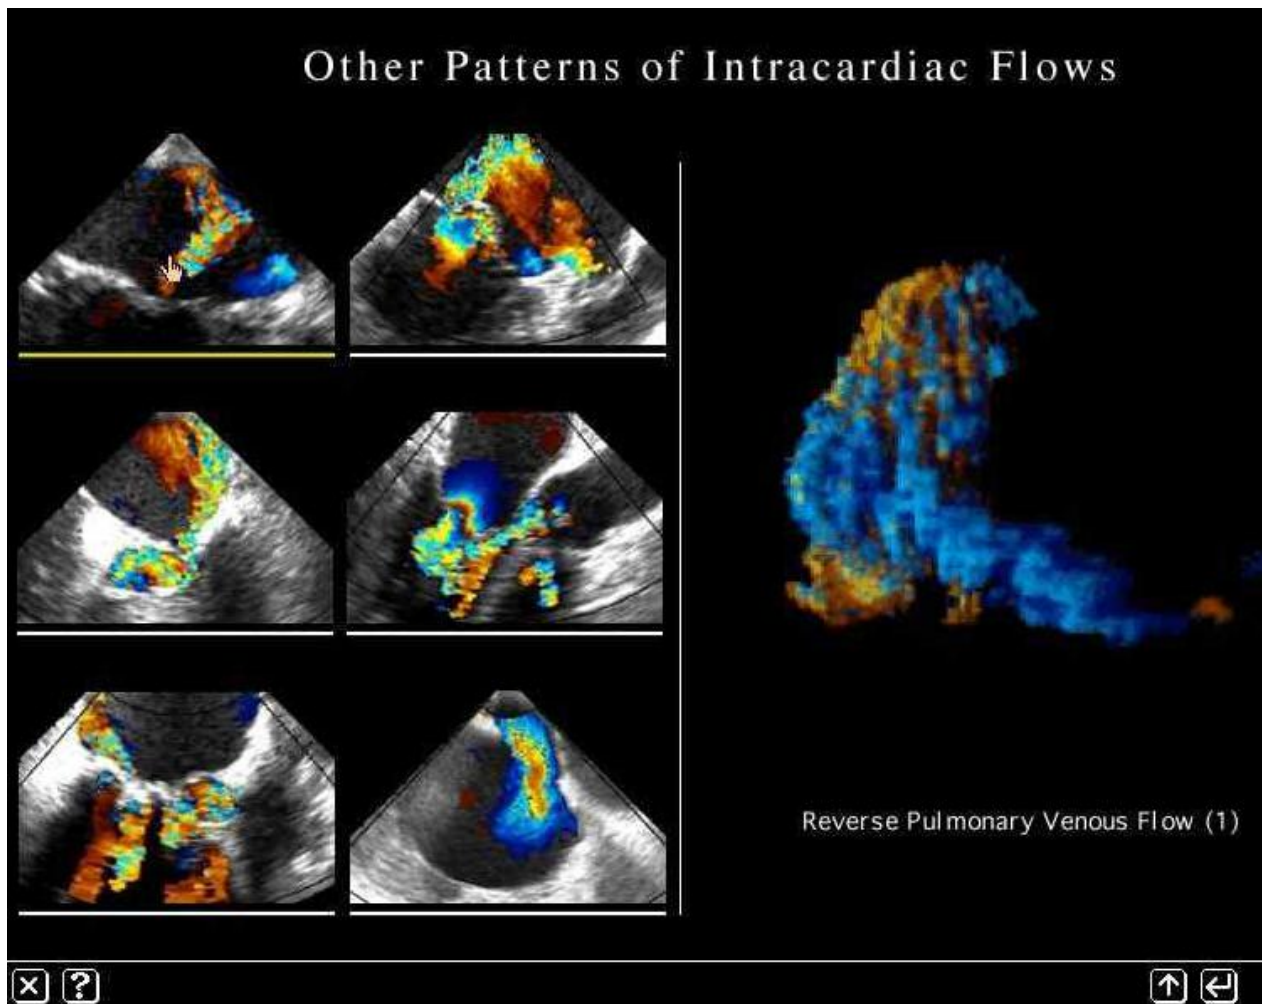 Other Patterns of Intracardiac Flows
Reverse Pulmonary Venous Flow (1)
X ?